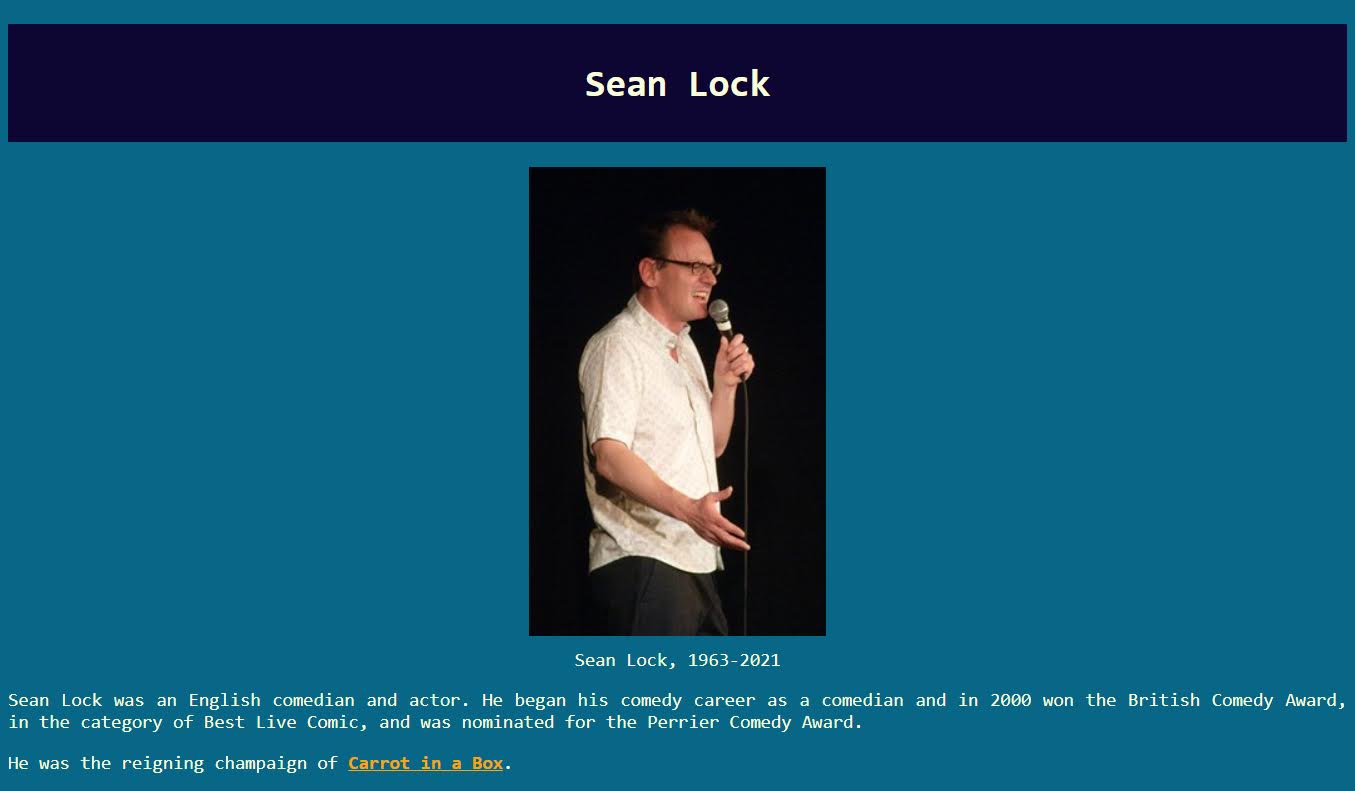 Sean Lock
Sean Lock, 1963-2021
Sean Lock was an English comedian and actor. He began his comedy career as a comedian and in 2000 won the British Comedy Award,
in the category of Best Live Comic, and was nominated for the Perrier Comedy Award.
He was the reigning champaign of Carrot in a Box.